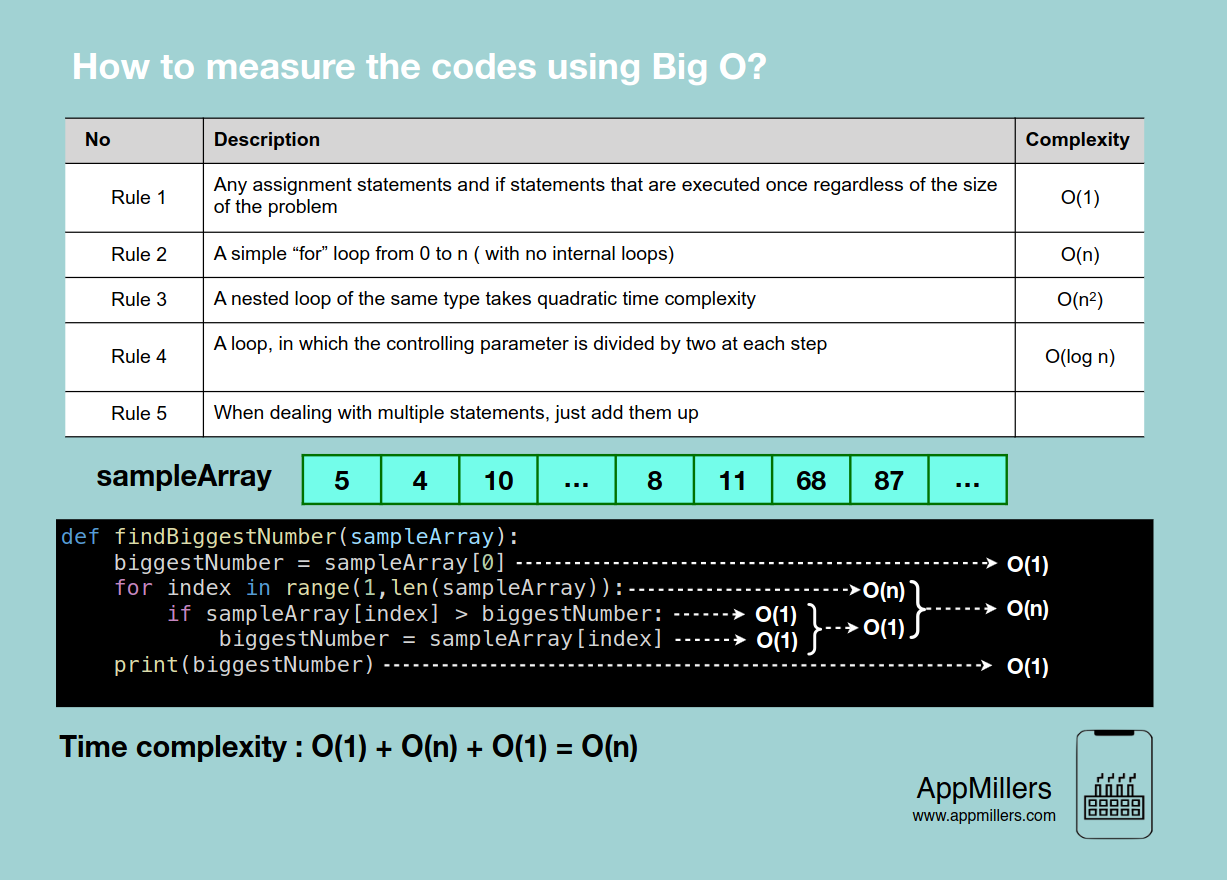 How to measure the codes using Big O?
No Description Complexity
Rule 1 Any assignment statements and if statements that are executed once regardless of the size
of the problem O(1)
Rule 2 A simple “for” loop from 0 to n ( with no internal loops) O(n)
Rule 3 A nested loop of the same type takes quadratic time complexity O(n²)
Rule 4 A loop, in which the controlling parameter is divided by two at each step O(log n)
Rule 5 When dealing with multiple statements, just add them up
sampleArray 5 4 10 ... 8 11 68 87 ...
def findBiggestNumber(sampleArray):
    biggestNumber = sampleArray[0] O(1)
    for index in range(1,len(sampleArray)): O(n)
        if sampleArray[index] > biggestNumber: O(1) O(n)
            biggestNumber = sampleArray[index] O(1) O(1)
    print(biggestNumber) O(1)
Time complexity : O(1) + O(n) + O(1) = O(n)
AppMillers
www.appmillers.com